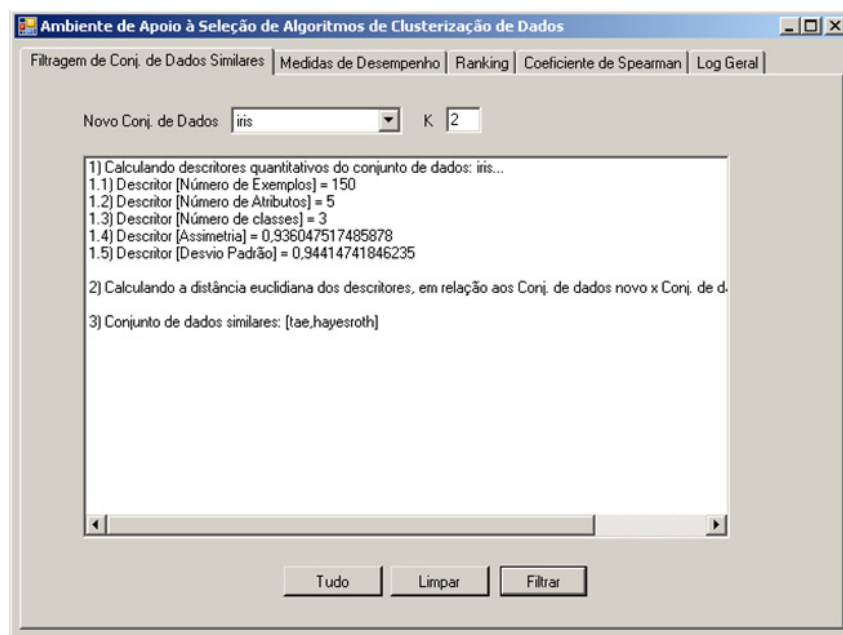 Ambiente de Apoio à Seleção de Algoritmos de Clusterização de Dados
Filtragem de Conj. de Dados Similares Medidas de Desempenho Ranking Coeficiente de Spearman Log Geral
Novo Conj. de Dados iris K 2
1) Calculando descritores quantitativos do conjunto de dados: iris...
1.1) Descritor [Número de Exemplos] = 150
1.2) Descritor [Número de Atributos] = 5
1.3) Descritor [Número de classes] = 3
1.4) Descritor [Assimetria] = 0,936047517485878
1.5) Descritor [Desvio Padrão] = 0,94414741846235
2) Calculando a distância euclidiana dos descritores, em relação aos Conj. de dados novo x Conj. de d
3) Conjunto de dados similares: [tae,hayesroth]
Tudo Limpar Filtrar